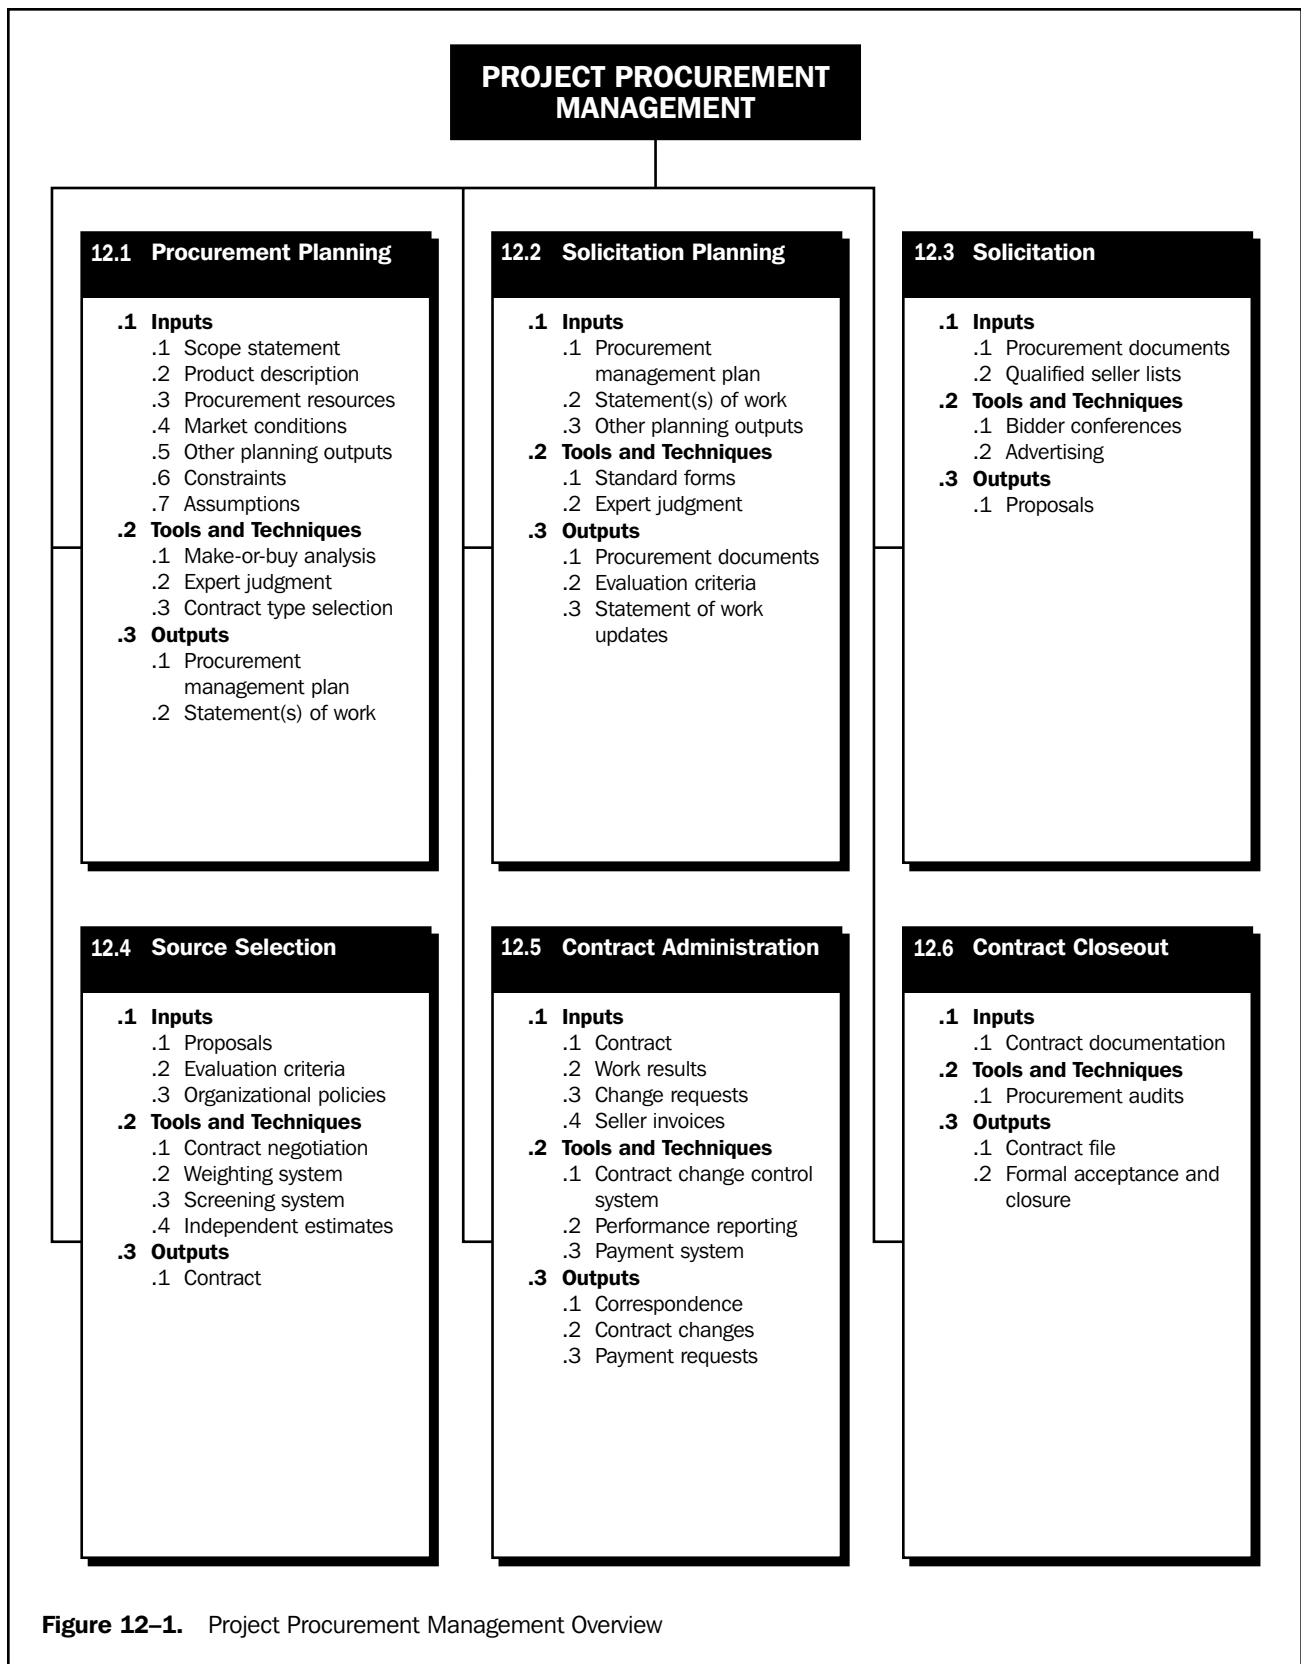 PROJECT PROCUREMENT
MANAGEMENT
12.1 Procurement Planning
.1 Inputs
.1 Scope statement
.2 Product description
.3 Procurement resources
.4 Market conditions
.5 Other planning outputs
.6 Constraints
.7 Assumptions
.2 Tools and Techniques
.1 Make-or-buy analysis
.2 Expert judgment
.3 Contract type selection
.3 Outputs
.1 Procurement
management plan
.2 Statement(s) of work
12.2 Solicitation Planning
.1 Inputs
.1 Procurement
management plan
.2 Statement(s) of work
.3 Other planning outputs
.2 Tools and Techniques
.1 Standard forms
.2 Expert judgment
.3 Outputs
.1 Procurement documents
.2 Evaluation criteria
.3 Statement of work
updates
12.3 Solicitation
.1 Inputs
.1 Procurement documents
.2 Qualified seller lists
.2 Tools and Techniques
.1 Bidder conferences
.2 Advertising
.3 Outputs
.1 Proposals
12.4 Source Selection
.1 Inputs
.1 Proposals
.2 Evaluation criteria
.3 Organizational policies
.2 Tools and Techniques
.1 Contract negotiation
.2 Weighting system
.3 Screening system
.4 Independent estimates
.3 Outputs
.1 Contract
12.5 Contract Administration
.1 Inputs
.1 Contract
.2 Work results
.3 Change requests
.4 Seller invoices
.2 Tools and Techniques
.1 Contract change control
system
.2 Performance reporting
.3 Payment system
.3 Outputs
.1 Correspondence
.2 Contract changes
.3 Payment requests
12.6 Contract Closeout
.1 Inputs
.1 Contract documentation
.2 Tools and Techniques
.1 Procurement audits
.3 Outputs
.1 Contract file
.2 Formal acceptance and
closure
Figure 12–1. Project Procurement Management Overview